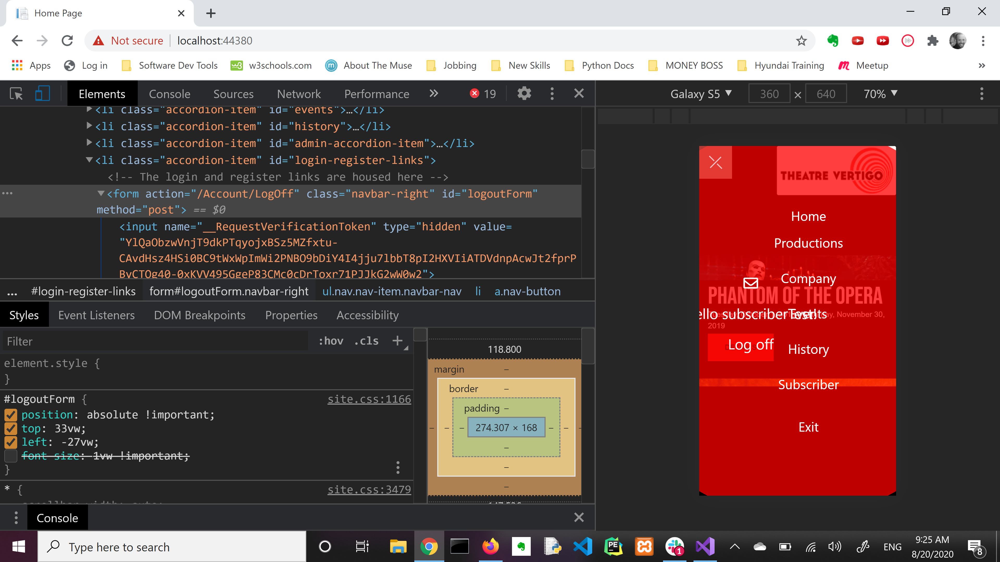 Home Page
Not secure
localhost:44380
Apps
Log in
Software Dev Tools
w3schools.com
About The Muse
Jobbing
New Skills
Python Docs
MONEY BOSS
Hyundai Training
Meetup
»
Elements
Console
Sources
Network
Performance
»
19
<li class="accordion-item" id="events">…</li>
<li class="accordion-item" id="history">…</li>
<li class="accordion-item" id="admin-accordion-item">…</li>
<li class="accordion-item" id="login-register-links">
<!-- The login and register links are housed here -->
<form action="/Account/LogOff" class="navbar-right" id="logoutForm"
method="post"> == $0
<input name="__RequestVerificationToken" type="hidden" value=
"YlQaObzwVnjT9dkPTqyojxBSz5MZfxtu-
CAvdHsz4HSi0BC9tWxWpImWi2PNBO9bDiY4I4jju7lbbT8pI2HXVIiATDVdnpAcwJt2fprP
ByCTOg40-0xKVV495GgeP83CMc0cDrToxr71PJJkG2wW0w2">
... #login-register-links form#logoutForm.navbar-right ul.nav.nav-item.navbar-nav li a.nav-button
Styles
Event Listeners
DOM Breakpoints
Properties
Accessibility
Filter
:hov .cls +
element.style {
}
#logoutForm {
site.css:1166
position: absolute !important;
top: 33vw;
left: -27vw;
font size: 1vw !important;
}
* {
site.css:3479
118.800
margin –
border –
padding –
274.307 × 168
Console
Galaxy S5
360 × 640
70%
THEATRE VERTIGO
Home
Productions
Company
PHANTOM OF THE OPERA
ello subscriberTest!
Events
day, November 30,
2019
Log off
History
Subscriber
Exit
Type here to search
PE
1
ENG
9:25 AM
8/20/2020
8